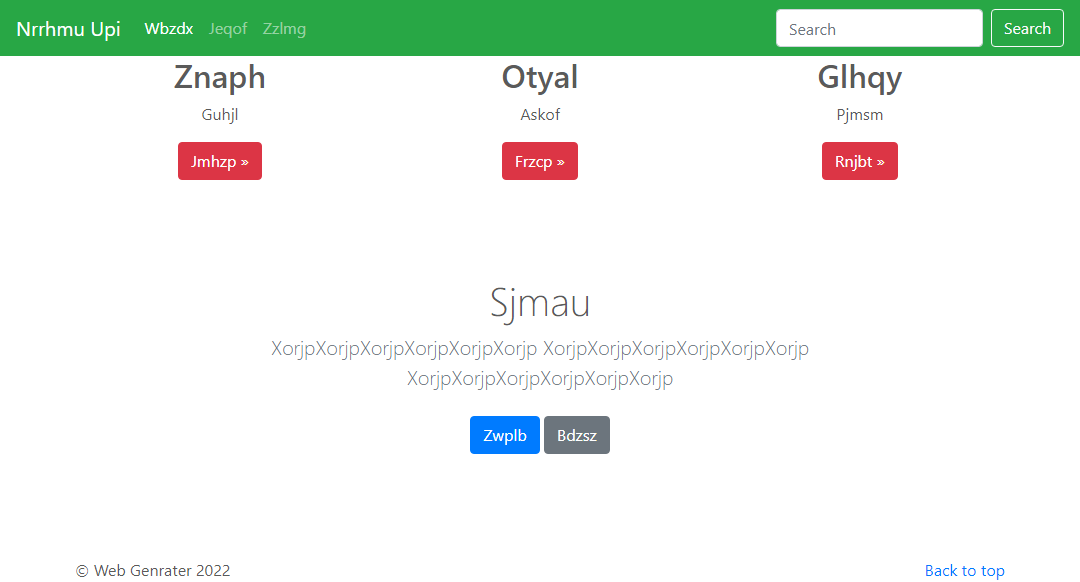 Nrrhmu Upi Wbzdx Jeqof Zzlmg Search Search
Znaph Otyal Glhqy
Guhjl Askof Pjmsm
Jmhzp » Frzcp » Rnjbt »
Sjmau
XorjpXorjpXorjpXorjpXorjpXorjp XorjpXorjpXorjpXorjpXorjpXorjp
XorjpXorjpXorjpXorjpXorjpXorjp
Zwplb Bdzsz
© Web Genrater 2022 Back to top